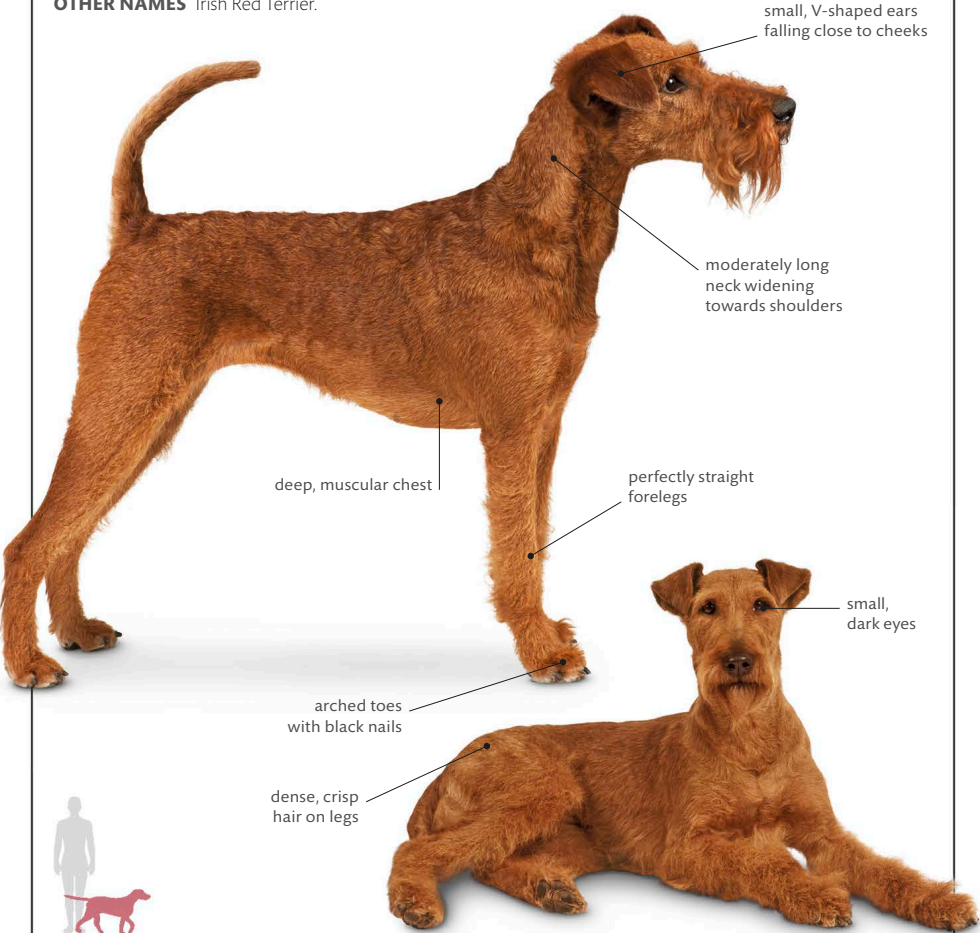 OTHER NAMES Irish Red Terrier.
small, V-shaped ears
falling close to cheeks
moderately long
neck widening
towards shoulders
deep, muscular chest
perfectly straight
forelegs
small,
dark eyes
arched toes
with black nails
dense, crisp
hair on legs